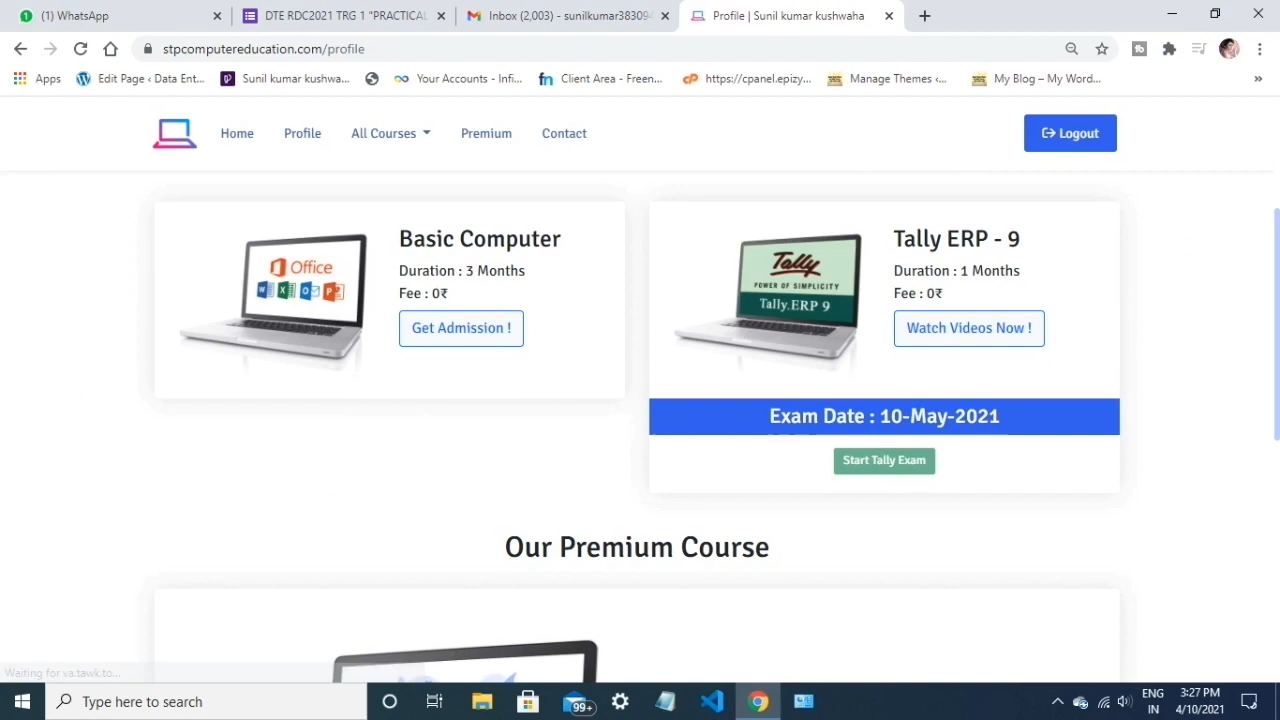 (1) WhatsApp
DTE RDC2021 TRG 1 "PRACTICAL
Inbox (2,003) - sunilkumar38309
Profile | Sunil kumar kushwaha
stpcomputereducation.com/profile
Apps
Edit Page ‹ Data Ent...
Sunil kumar kushwa...
Your Accounts - Infi...
Client Area - Freen...
https://cpanel.epizy...
Manage Themes ‹...
My Blog – My Word...
Home
Profile
All Courses
Premium
Contact
Logout
Office
Basic Computer
Duration : 3 Months
Fee : 0₹
Get Admission !
Tally
POWER OF SIMPLICITY
Tally.ERP 9
Tally ERP - 9
Duration : 1 Months
Fee : 0₹
Watch Videos Now !
Exam Date : 10-May-2021
Start Tally Exam
Our Premium Course
Waiting for va.tawk.to...
Type here to search
99+
ENG
IN
3:27 PM
4/10/2021